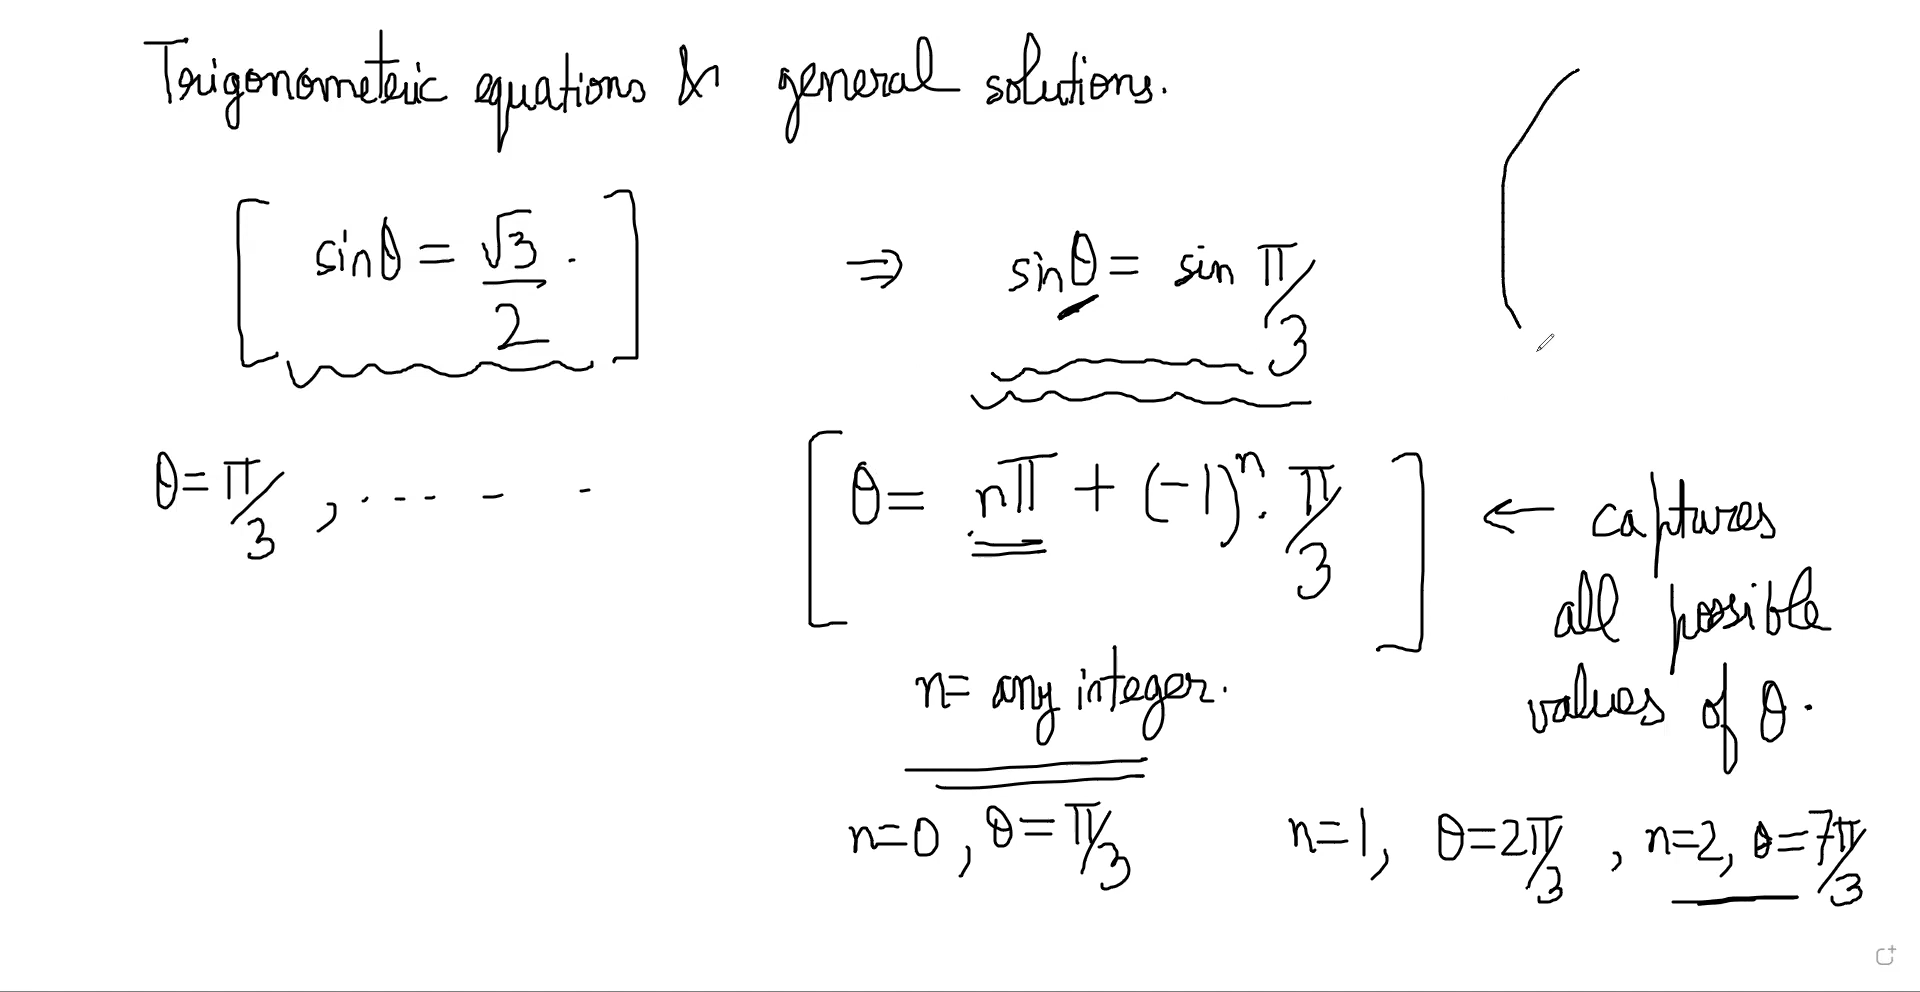 Trigonometric equations & general solutions.
sinθ = √3/2 .
⇒ sinθ = sin π/3
θ = π/3 , . - - - - -
θ = nπ + (-1)^n . π/3
← captures
all possible
values of θ.
n = any integer.
n=0 , θ = π/3 n=1, θ=2π/3 , n=2, θ=7π/3